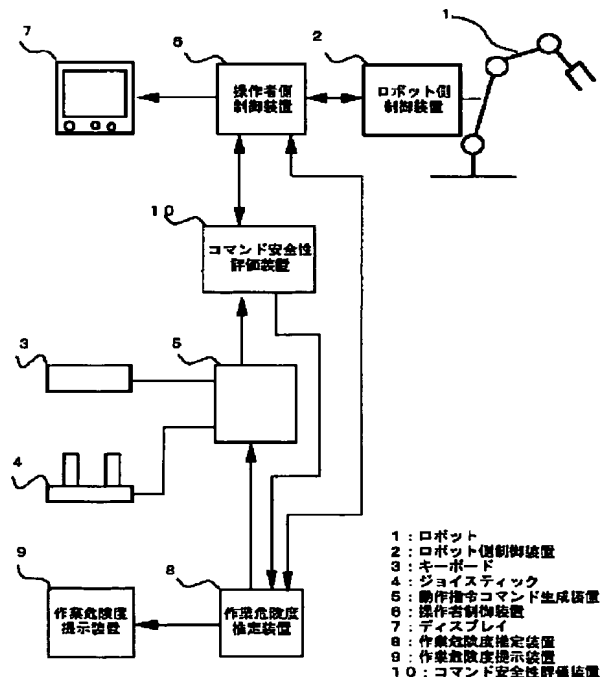 7
6
2
1
操作者側
制御装置
ロボット側
制御装置
10
コマンド安全性
評価装置
3
5
4
9
8
作業危険度
提示装置
作業危険度
推定装置
1:ロボット
2:ロボット側制御装置
3:キーボード
4:ジョイスティック
5:動作指令コマンド生成装置
6:操作者制御装置
7:ディスプレイ
8:作業危険度推定装置
9:作業危険度提示装置
10:コマンド安全性評価装置